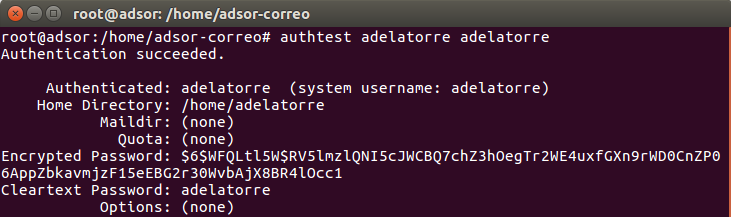 root@adsor: /home/adsor-correo
root@adsor:/home/adsor-correo# authtest adelatorre adelatorre
Authentication succeeded.
Authenticated: adelatorre (system username: adelatorre)
Home Directory: /home/adelatorre
Maildir: (none)
Quota: (none)
Encrypted Password: $6$WFQLtl5W$RV5lmzlQNI5cJWCBQ7chZ3hOegTr2WE4uxfGXn9rWD0CnZP0
6AppZbkavmjzF15eEBG2r30WvbAjX8BR4lOcc1
Cleartext Password: adelatorre
Options: (none)